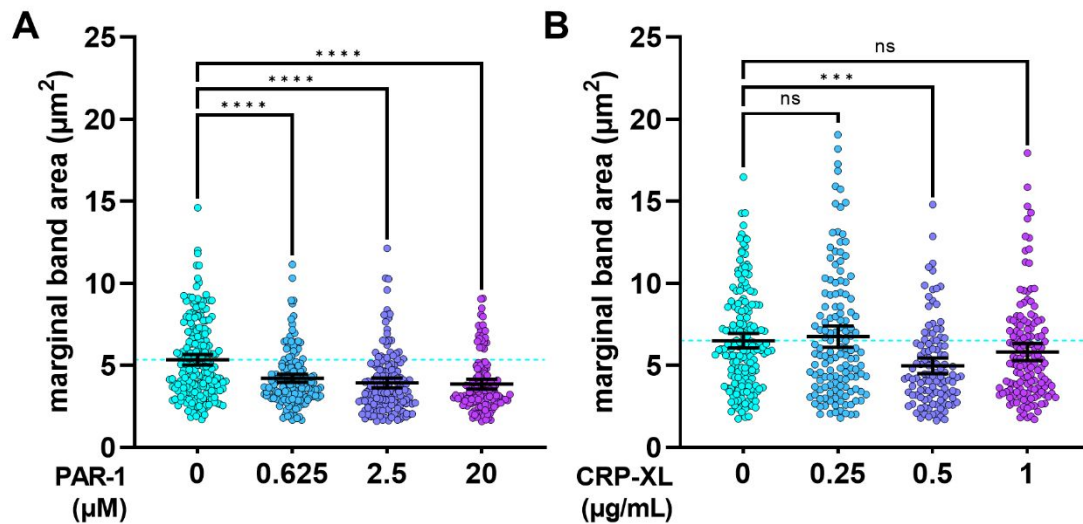 A
marginal band area (µm²)
25
20
15
10
5
0
****
****
****
PAR-1
(µM)
0 0.625 2.5 20
B
marginal band area (µm²)
25
20
15
10
5
0
ns
***
ns
CRP-XL
(µg/mL)
0 0.25 0.5 1